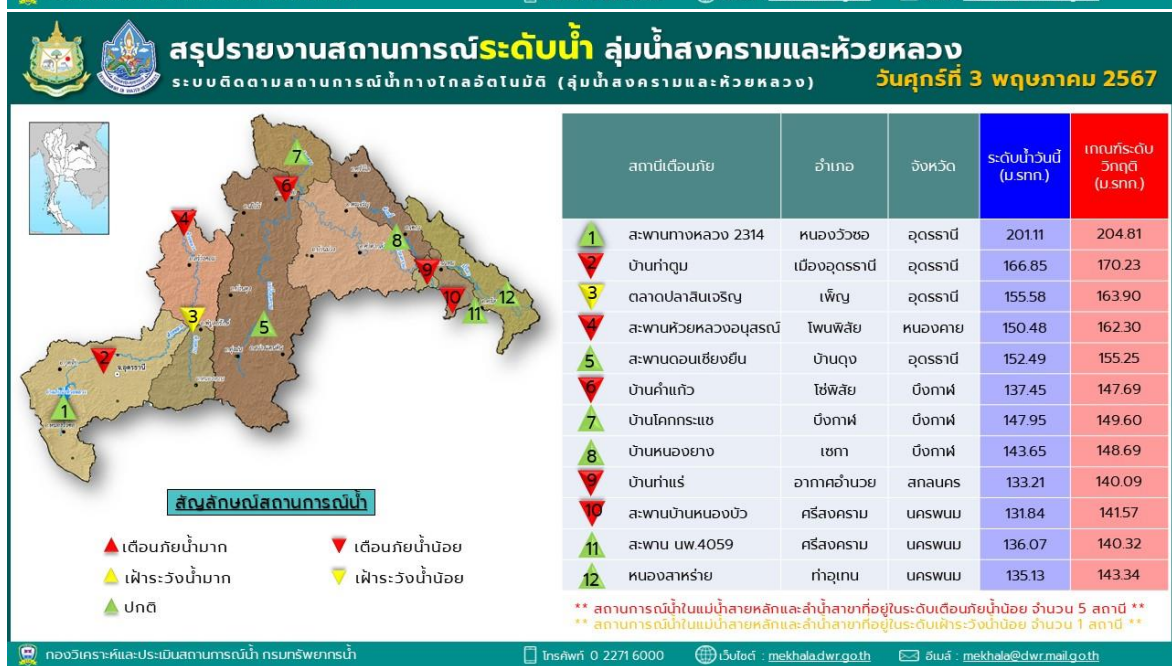 สรุปรายงานสถานการณ์ระดับน้ำ ลุ่มน้ำสงครามและห้วยหลวง
ระบบติดตามสถานการณ์น้ำทางไกลอัตโนมัติ (ลุ่มน้ำสงครามและห้วยหลวง)
วันศุกร์ที่ 3 พฤษภาคม 2567
7
6
4
8
9
10
12
11
3
5
2
1
สัญลักษณ์สถานการณ์น้ำ
เตือนภัยน้ำมาก เตือนภัยน้ำน้อย
เฝ้าระวังน้ำมาก เฝ้าระวังน้ำน้อย
ปกติ
สถานีเตือนภัย อำเภอ จังหวัด ระดับน้ำวันนี้ (ม.รทก.) เกณฑ์ระดับวิกฤติ (ม.รทก.)
1 สะพานทางหลวง 2314 หนองวัวซอ อุดรธานี 201.11 204.81
2 บ้านท่าตูม เมืองอุดรธานี อุดรธานี 166.85 170.23
3 ตลาดปลาสินเจริญ เพ็ญ อุดรธานี 155.58 163.90
4 สะพานห้วยหลวงอนุสรณ์ โพนพิสัย หนองคาย 150.48 162.30
5 สะพานดอนเชียงยืน บ้านดุง อุดรธานี 152.49 155.25
6 บ้านคำแก้ว โซ่พิสัย บึงกาฬ 137.45 147.69
7 บ้านโคกกระแซ บึงกาฬ บึงกาฬ 147.95 149.60
8 บ้านหนองยาง เซกา บึงกาฬ 143.65 148.69
9 บ้านท่าแร่ อากาศอำนวย สกลนคร 133.21 140.09
10 สะพานบ้านหนองบัว ศรีสงคราม นครพนม 131.84 141.57
11 สะพาน นพ.4059 ศรีสงคราม นครพนม 136.07 140.32
12 หนองสาหร่าย ท่าอุเทน นครพนม 135.13 143.34
** สถานการณ์น้ำในแม่น้ำสายหลักและลำน้ำสาขาที่อยู่ในระดับเตือนภัยน้ำน้อย จำนวน 5 สถานี **
** สถานการณ์น้ำในแม่น้ำสายหลักและลำน้ำสาขาที่อยู่ในระดับเฝ้าระวังน้ำน้อย จำนวน 1 สถานี **
กองวิเคราะห์และประเมินสถานการณ์น้ำ กรมทรัพยากรน้ำ โทรศัพท์ 0 2271 6000 เว็บไซต์ : mekhala.dwr.go.th อีเมล์ : mekhala@dwr.mail.go.th